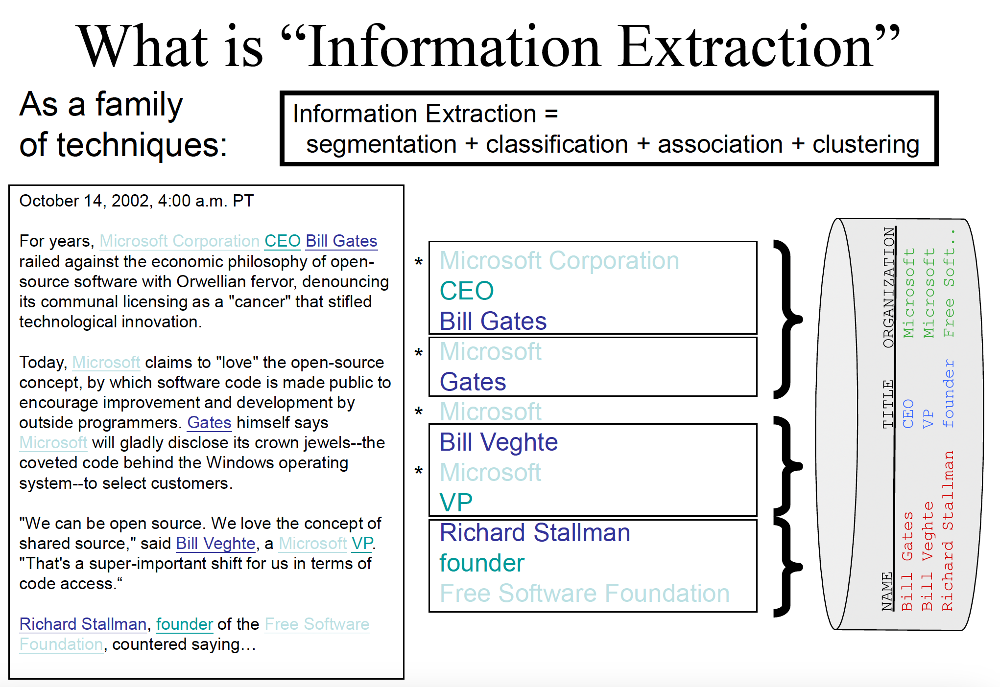 What is “Information Extraction”
As a family
of techniques:
Information Extraction =
segmentation + classification + association + clustering
October 14, 2002, 4:00 a.m. PT
For years, Microsoft Corporation CEO Bill Gates
railed against the economic philosophy of open-
source software with Orwellian fervor, denouncing
its communal licensing as a "cancer" that stifled
technological innovation.
Today, Microsoft claims to "love" the open-source
concept, by which software code is made public to
encourage improvement and development by
outside programmers. Gates himself says
Microsoft will gladly disclose its crown jewels--the
coveted code behind the Windows operating
system--to select customers.
"We can be open source. We love the concept of
shared source," said Bill Veghte, a Microsoft VP.
"That's a super-important shift for us in terms of
code access.“
Richard Stallman, founder of the Free Software
Foundation, countered saying…
* Microsoft Corporation
CEO
Bill Gates
* Microsoft
Gates
* Microsoft
Bill Veghte
* Microsoft
VP
Richard Stallman
founder
Free Software Foundation
NAME TITLE ORGANIZATION
Bill Gates CEO Microsoft
Bill Veghte VP Microsoft
Richard Stallman founder Free Soft..